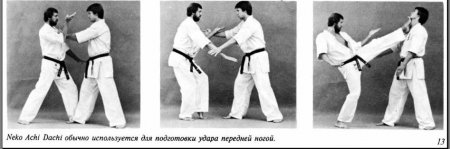 Neko Achi Dachi обычно используется для подготовки удара передней ногой.
13